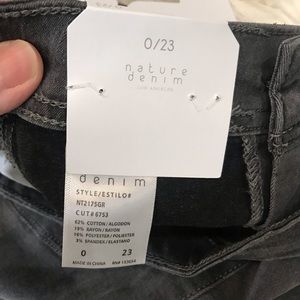 0/23
nature
denim
LOS ANGELES
denim
STYLE/ESTILO#
NT2175GR
CUT#6753
62% COTTON/ALGODON
19% RAYON/RAYON
16% POLYESTER/POLIESTER
3% SPANDEX/ELASTANO
0 23
MADE IN CHINA